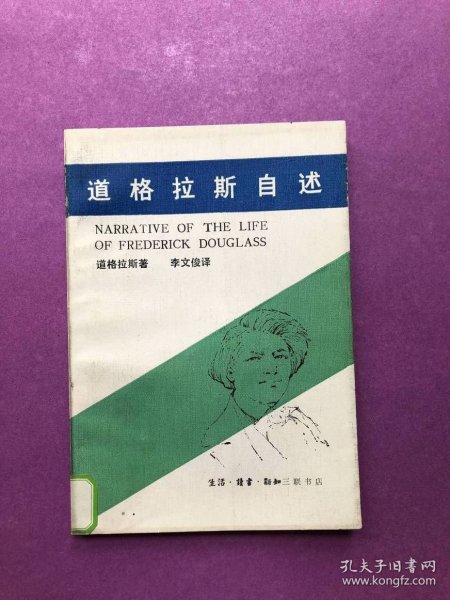 道格拉斯自述
NARRATIVE OF THE LIFE
OF FREDERICK DOUGLASS
道格拉斯著 李文俊译
生活·读书·新知三联书店
孔夫子旧书网
www.kongfz.com